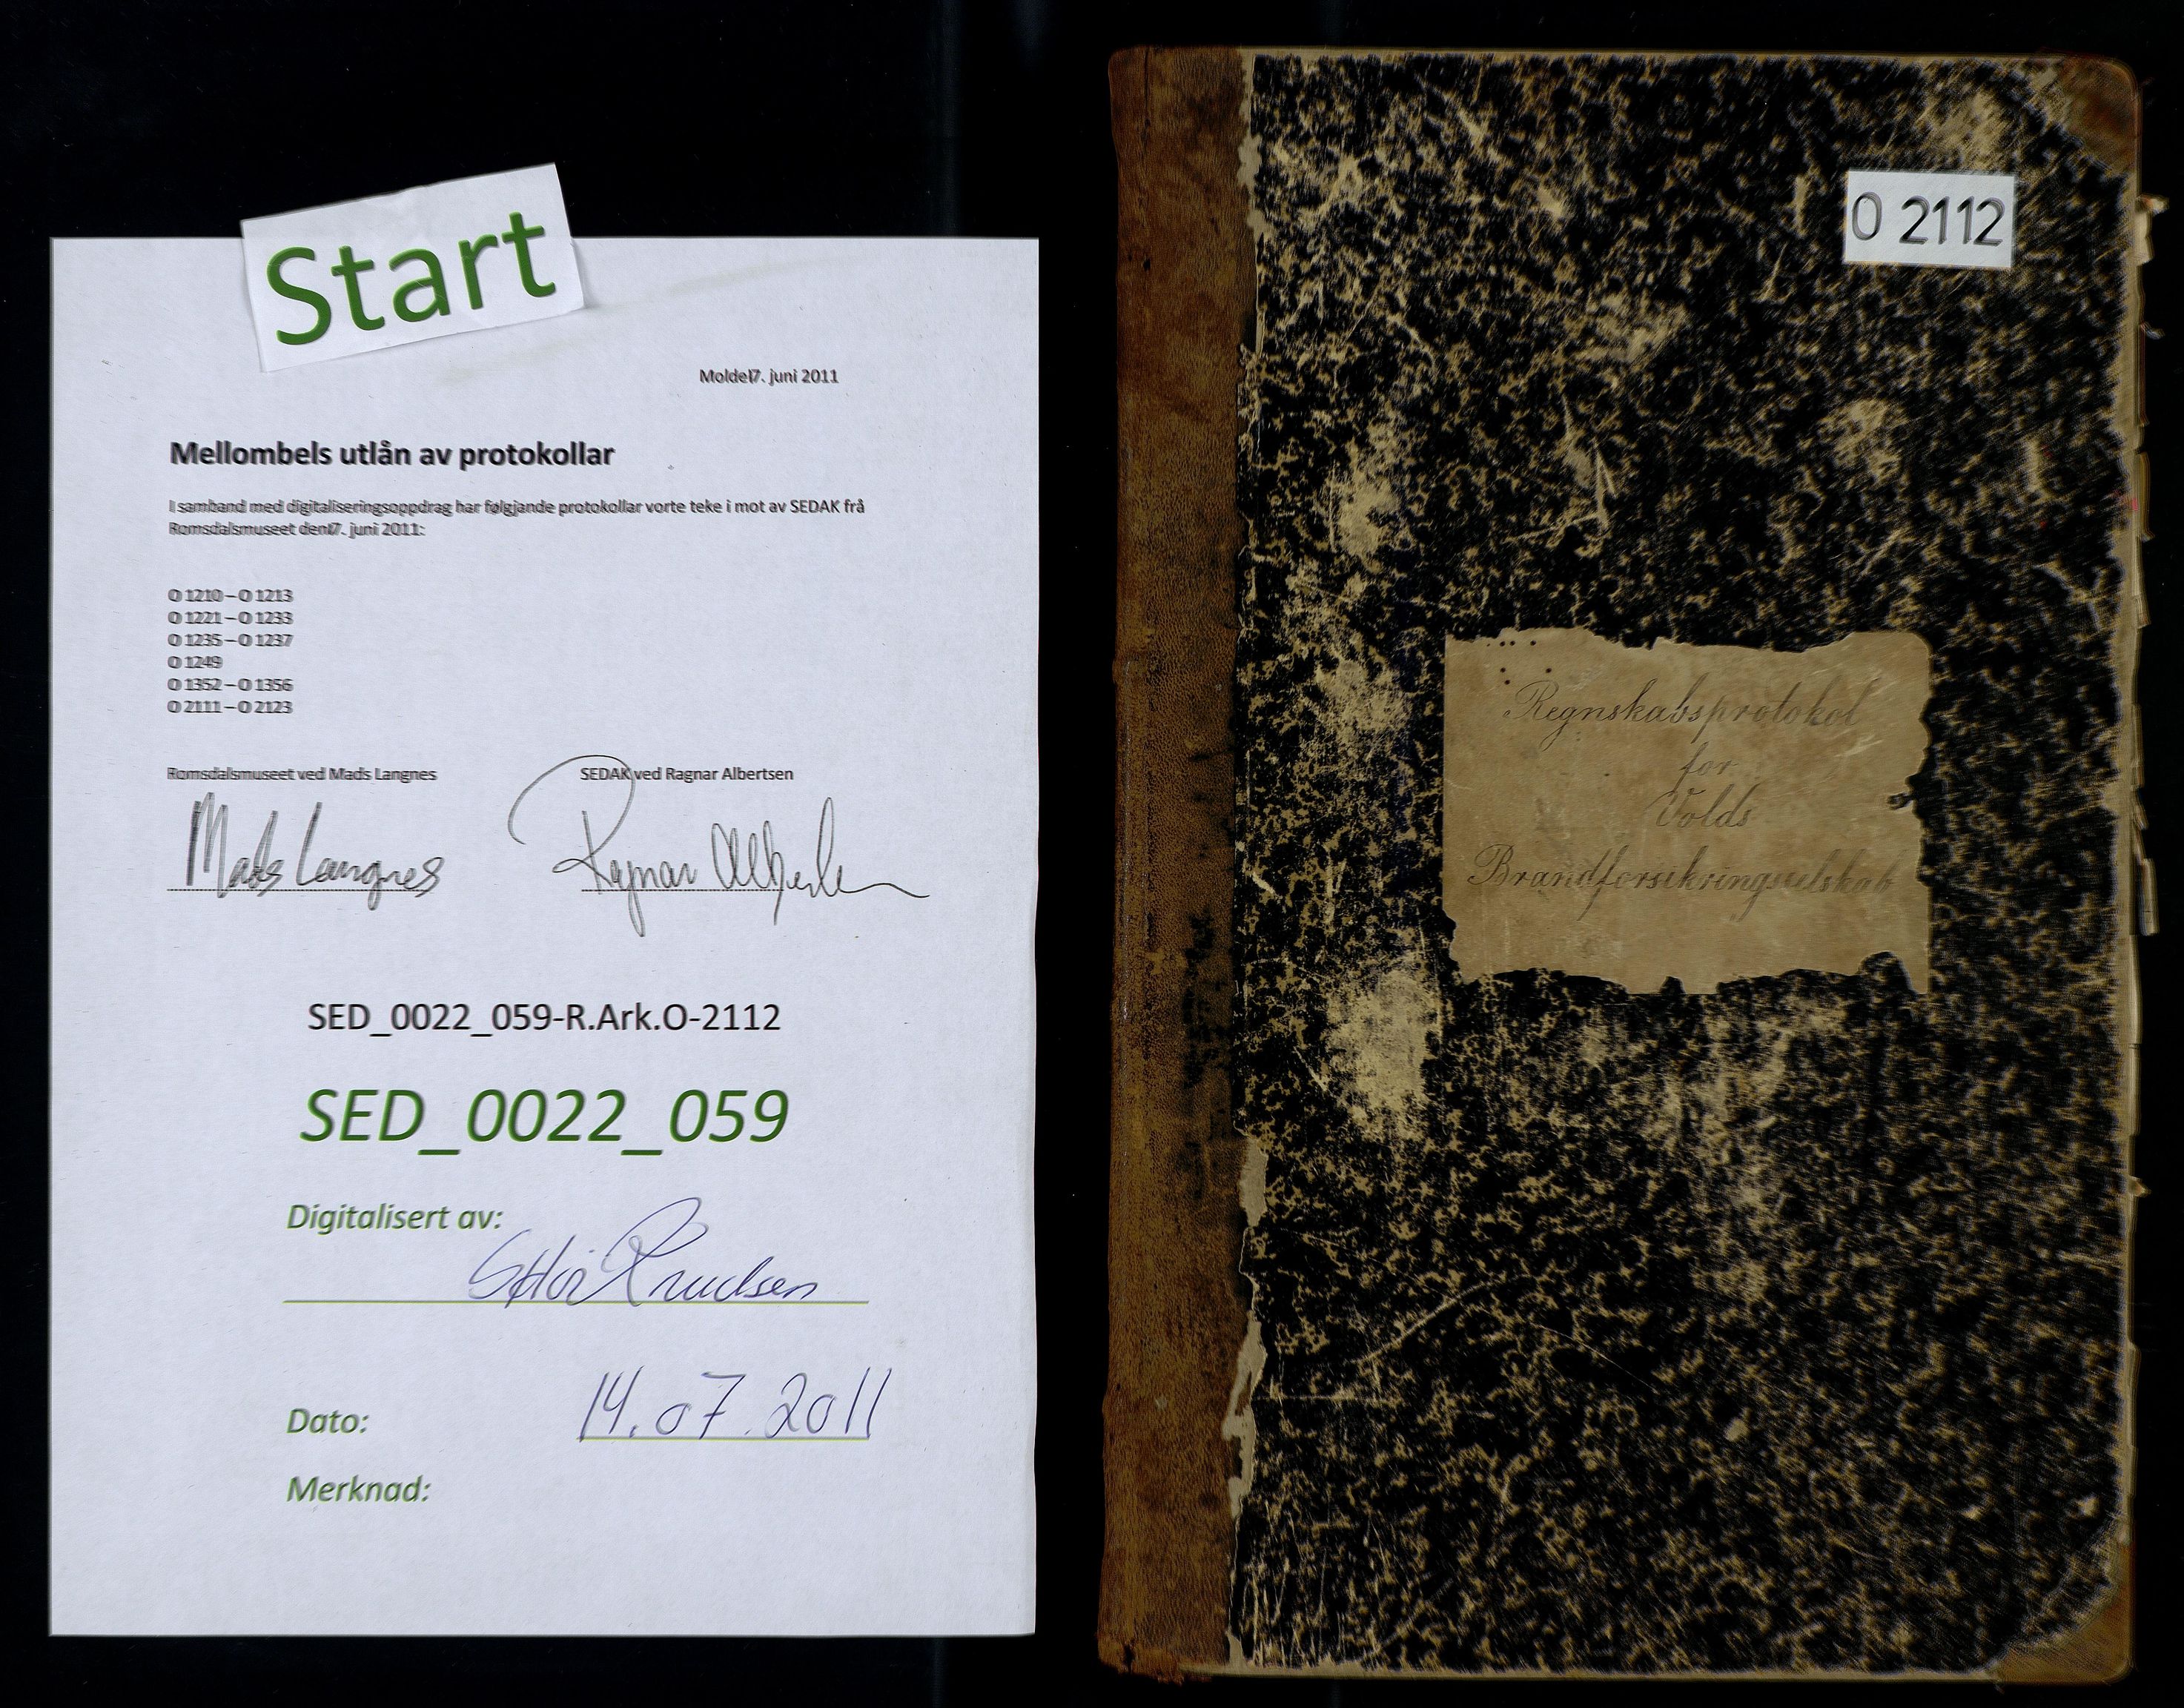 Start
Molde17. juni 2011
Mellombels utlån av protokollar
I samband med digitaliseringsoppdrag har følgjande protokollar vorte teke i mot av SEDAK frå
Romsdalsmuseet den17. juni 2011:
O 1210 – O 1213
O 1221 – O 1233
O 1235 – O 1237
O 1249
O 1352 – O 1356
O 2111 – O 2123
Romsdalsmuseet ved Mads Langnes
SEDAK ved Ragnar Albertsen
Mads Langnes
Ragnar Albertsen
SED_0022_059-R.Ark.O-2112
SED_0022_059
Digitalisert av:
Knudsen
Dato: 14.07.2011
Merknad:
O 2112
Regnskabsprotokol
for
Volds
Brandforsikringsselskab